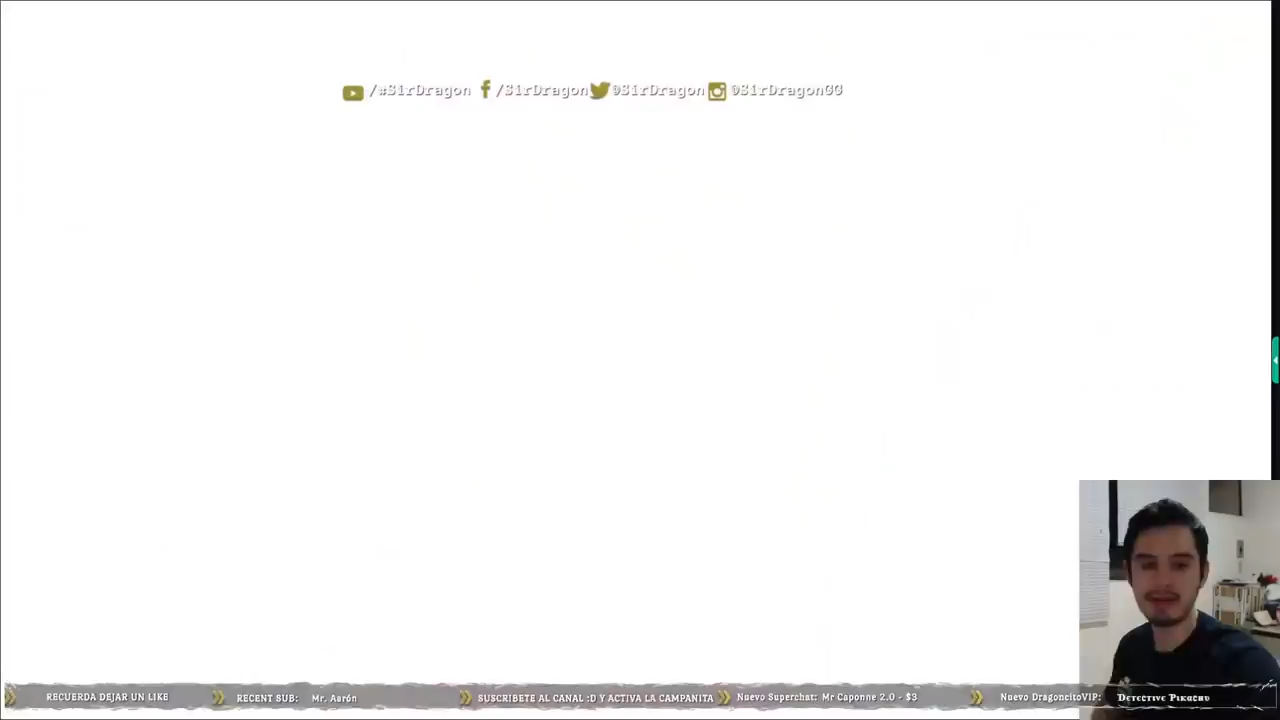 /#SirDragon /SirDragon @SirDragon @SirDragonGG
RECUERDA DEJAR UN LIKE RECENT SUB: Mr. Aarón SUSCRIBETE AL CANAL :D Y ACTIVA LA CAMPANITA Nuevo Superchat: Mr Caponne 2.0 - $3 Nuevo DragoncitoVIP: Detective Pikachu